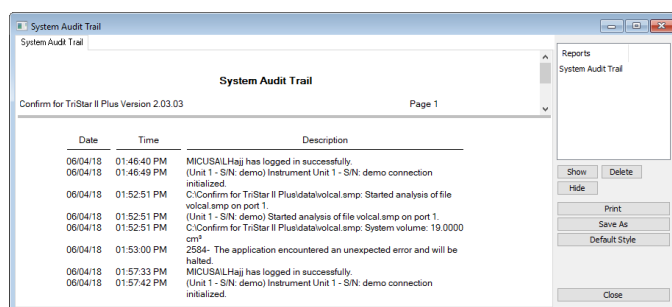 System Audit Trail
System Audit Trail
System Audit Trail
Confirm for TriStar II Plus Version 2.03.03 Page 1
Date Time Description
06/04/18 01:46:40 PM MICUSA\LHajj has logged in successfully.
06/04/18 01:46:49 PM (Unit 1 - S/N: demo) Instrument Unit 1 - S/N: demo connection
initialized.
06/04/18 01:52:51 PM C:\Confirm for TriStar II Plus\data\volcal.smp: Started analysis of file
volcal.smp on port 1.
06/04/18 01:52:51 PM (Unit 1 - S/N: demo) Started analysis of file volcal.smp on port 1.
06/04/18 01:52:51 PM C:\Confirm for TriStar II Plus\data\volcal.smp: System volume: 19.0000
cm³
06/04/18 01:53:00 PM 2584- The application encountered an unexpected error and will be
halted.
06/04/18 01:57:33 PM MICUSA\LHajj has logged in successfully.
06/04/18 01:57:42 PM (Unit 1 - S/N: demo) Instrument Unit 1 - S/N: demo connection
initialized.
Reports
System Audit Trail
Show Delete
Hide
Print
Save As
Default Style
Close